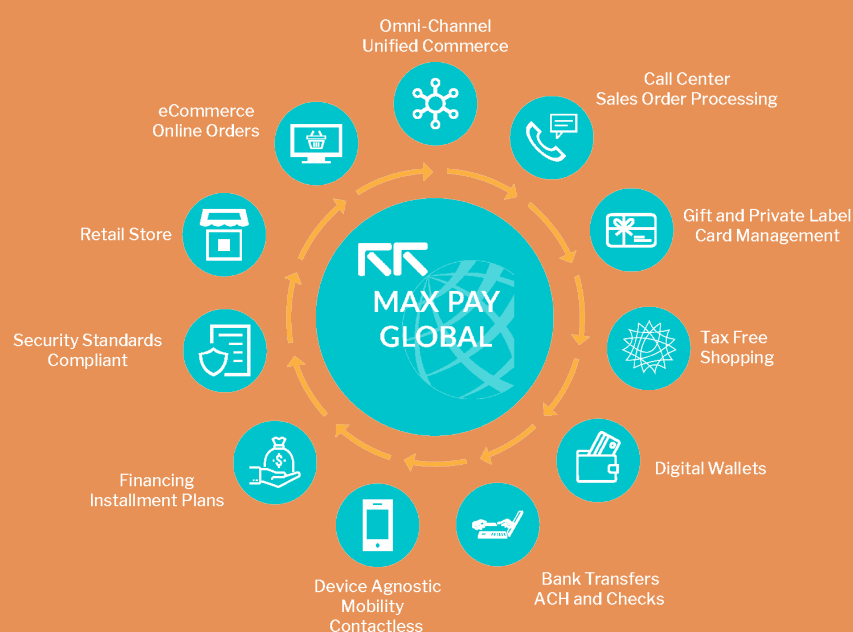 Omni-Channel
Unified Commerce
Call Center
Sales Order Processing
eCommerce
Online Orders
Gift and Private Label
Card Management
Retail Store
MAX PAY
GLOBAL
Tax Free
Shopping
Security Standards
Compliant
Digital Wallets
Financing
Installment Plans
Bank Transfers
ACH and Checks
Device Agnostic
Mobility
Contactless